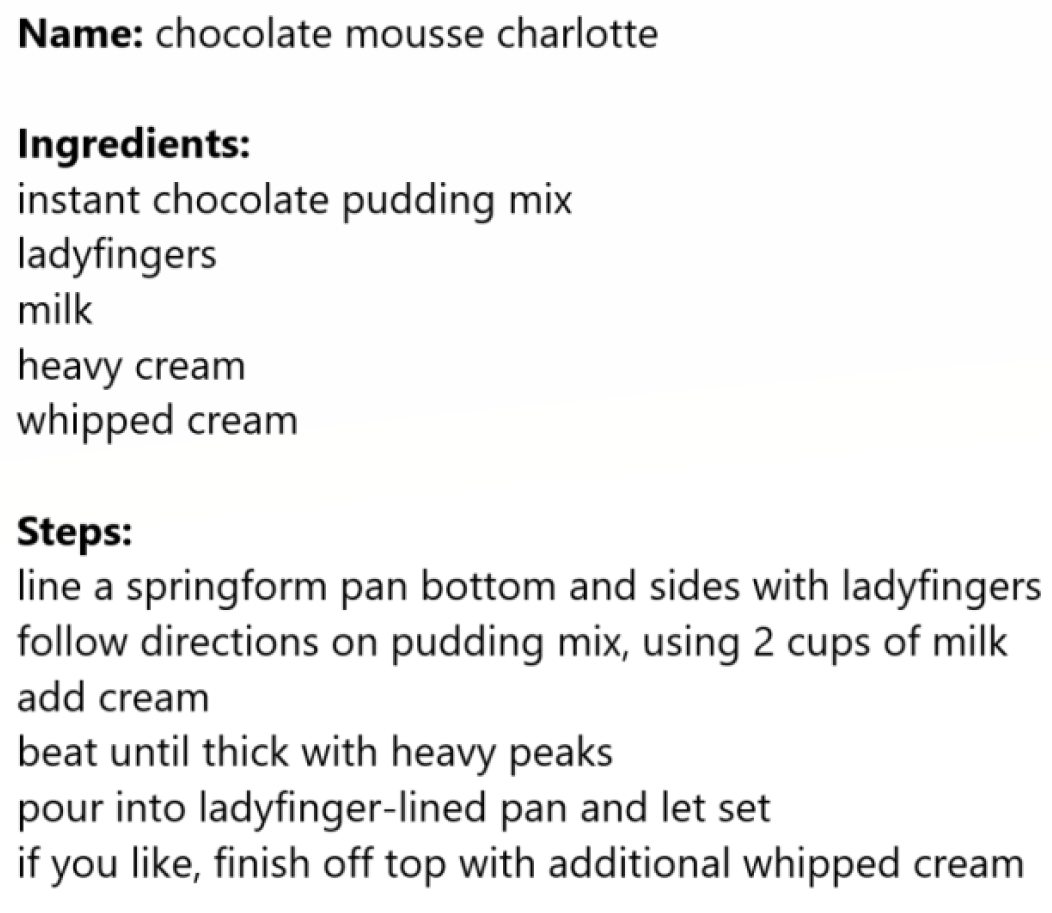 Name: chocolate mousse charlotte
Ingredients:
instant chocolate pudding mix
ladyfingers
milk
heavy cream
whipped cream
Steps:
line a springform pan bottom and sides with ladyfingers
follow directions on pudding mix, using 2 cups of milk
add cream
beat until thick with heavy peaks
pour into ladyfinger-lined pan and let set
if you like, finish off top with additional whipped cream